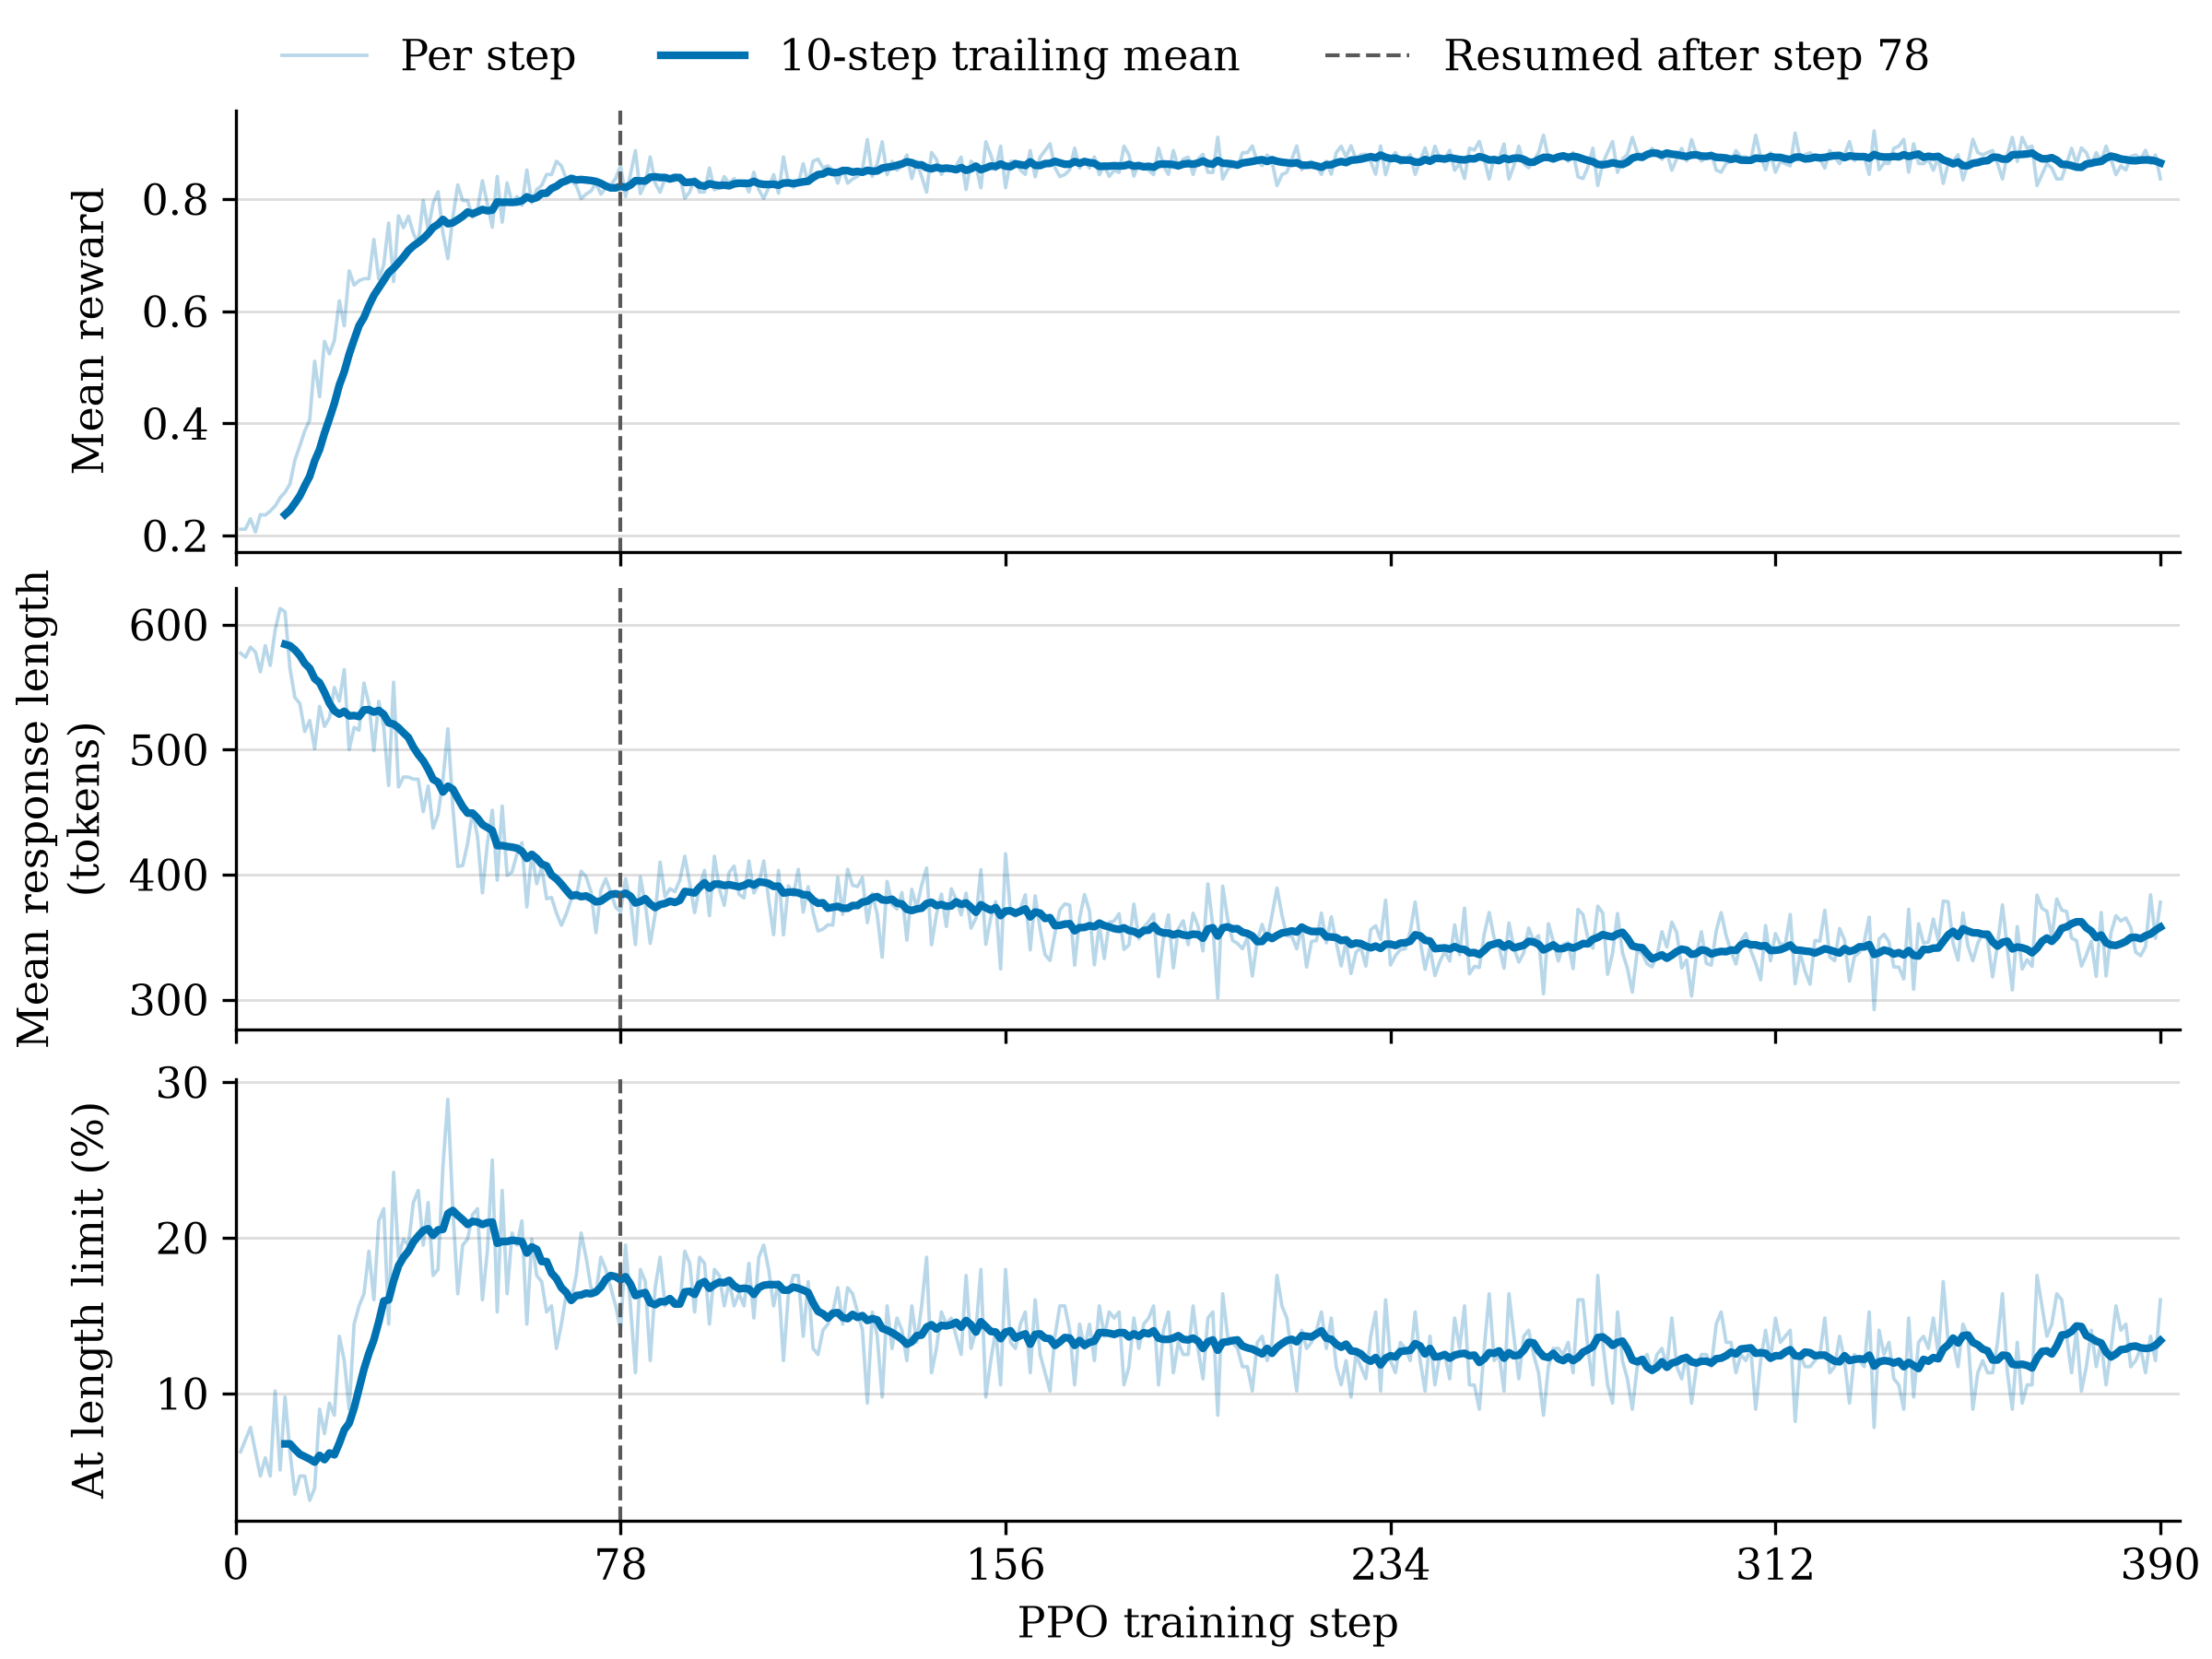 Per step
10-step trailing mean
Resumed after step 78
Mean reward
0.8
0.6
0.4
0.2
Mean response length
(tokens)
600
500
400
300
At length limit (%)
30
20
10
0
78
156
234
312
390
PPO training step